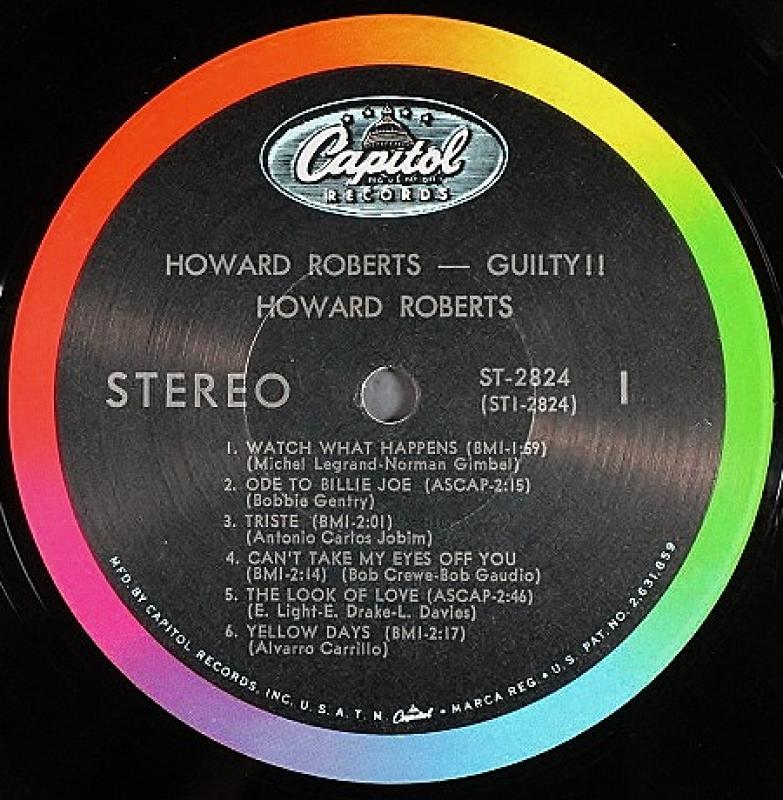 Capitol
RECORDS
HOWARD ROBERTS — GUILTY!!
HOWARD ROBERTS
STEREO
ST-2824
(ST1-2824)
1
1. WATCH WHAT HAPPENS (BMI-1:59)
(Michel Legrand-Norman Gimbel)
2. ODE TO BILLIE JOE (ASCAP-2:15)
(Bobbie Gentry)
3. TRISTE (BMI-2:01)
(Antonio Carlos Jobim)
4. CAN'T TAKE MY EYES OFF YOU
(BMI-2:14) (Bob Crewe-Bob Gaudio)
5. THE LOOK OF LOVE (ASCAP-2:46)
(E. Light-E. Drake-L. Davies)
6. YELLOW DAYS (BMI-2:17)
(Alvarro Carrillo)
MFD. BY CAPITOL RECORDS, INC. U. S. A. T. M. Capitol • MARCA REG. • U.S. PAT. NO. 2,631,859